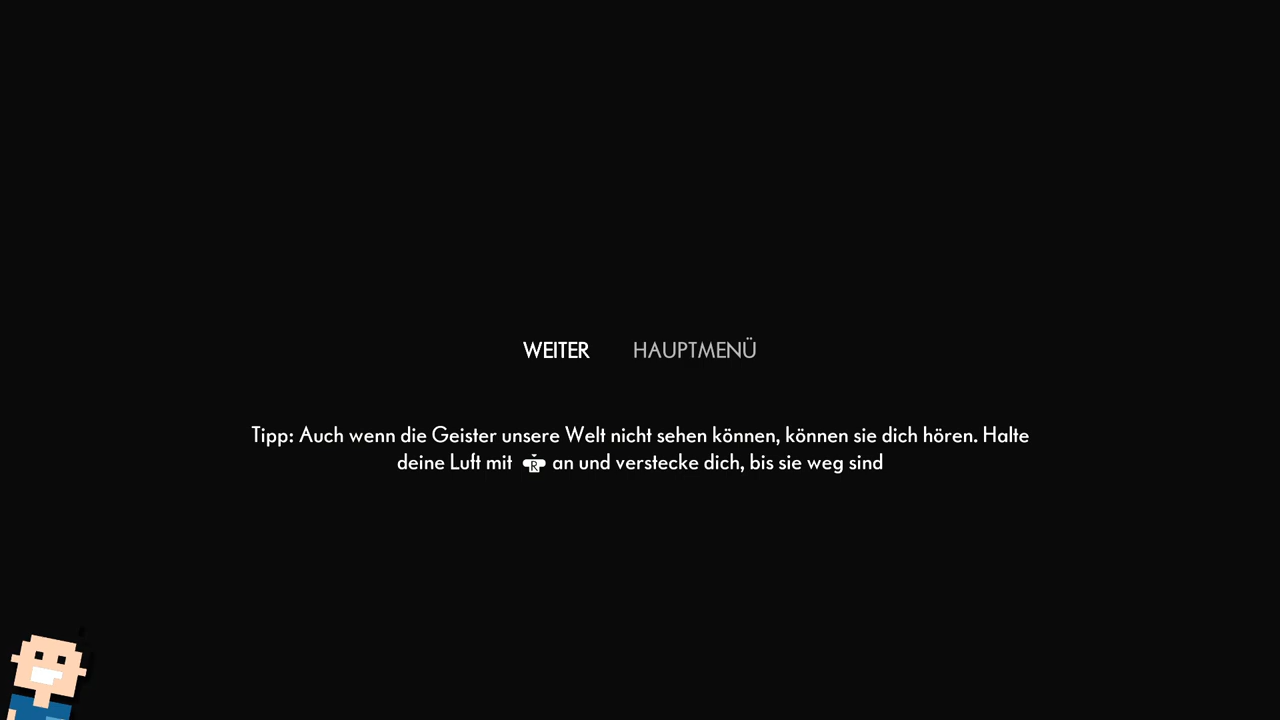 WEITER HAUPTMENÜ
Tipp: Auch wenn die Geister unsere Welt nicht sehen können, können sie dich hören. Halte
deine Luft mit R an und verstecke dich, bis sie weg sind